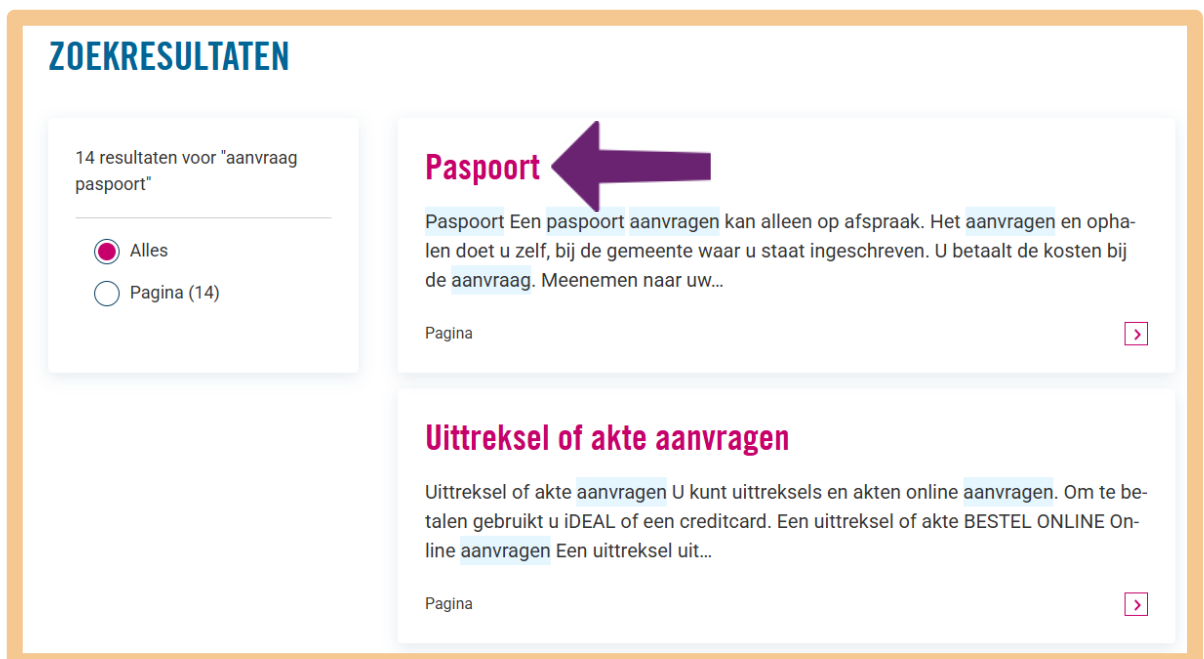 ZOEKRESULTATEN
14 resultaten voor "aanvraag
paspoort"
Alles
Pagina (14)
Paspoort
Paspoort Een paspoort aanvragen kan alleen op afspraak. Het aanvragen en opha-
len doet u zelf, bij de gemeente waar u staat ingeschreven. U betaalt de kosten bij
de aanvraag. Meenemen naar uw…
Pagina
Uittreksel of akte aanvragen
Uittreksel of akte aanvragen U kunt uittreksels en akten online aanvragen. Om te be-
talen gebruikt u iDEAL of een creditcard. Een uittreksel of akte BESTEL ONLINE On-
line aanvragen Een uittreksel uit…
Pagina